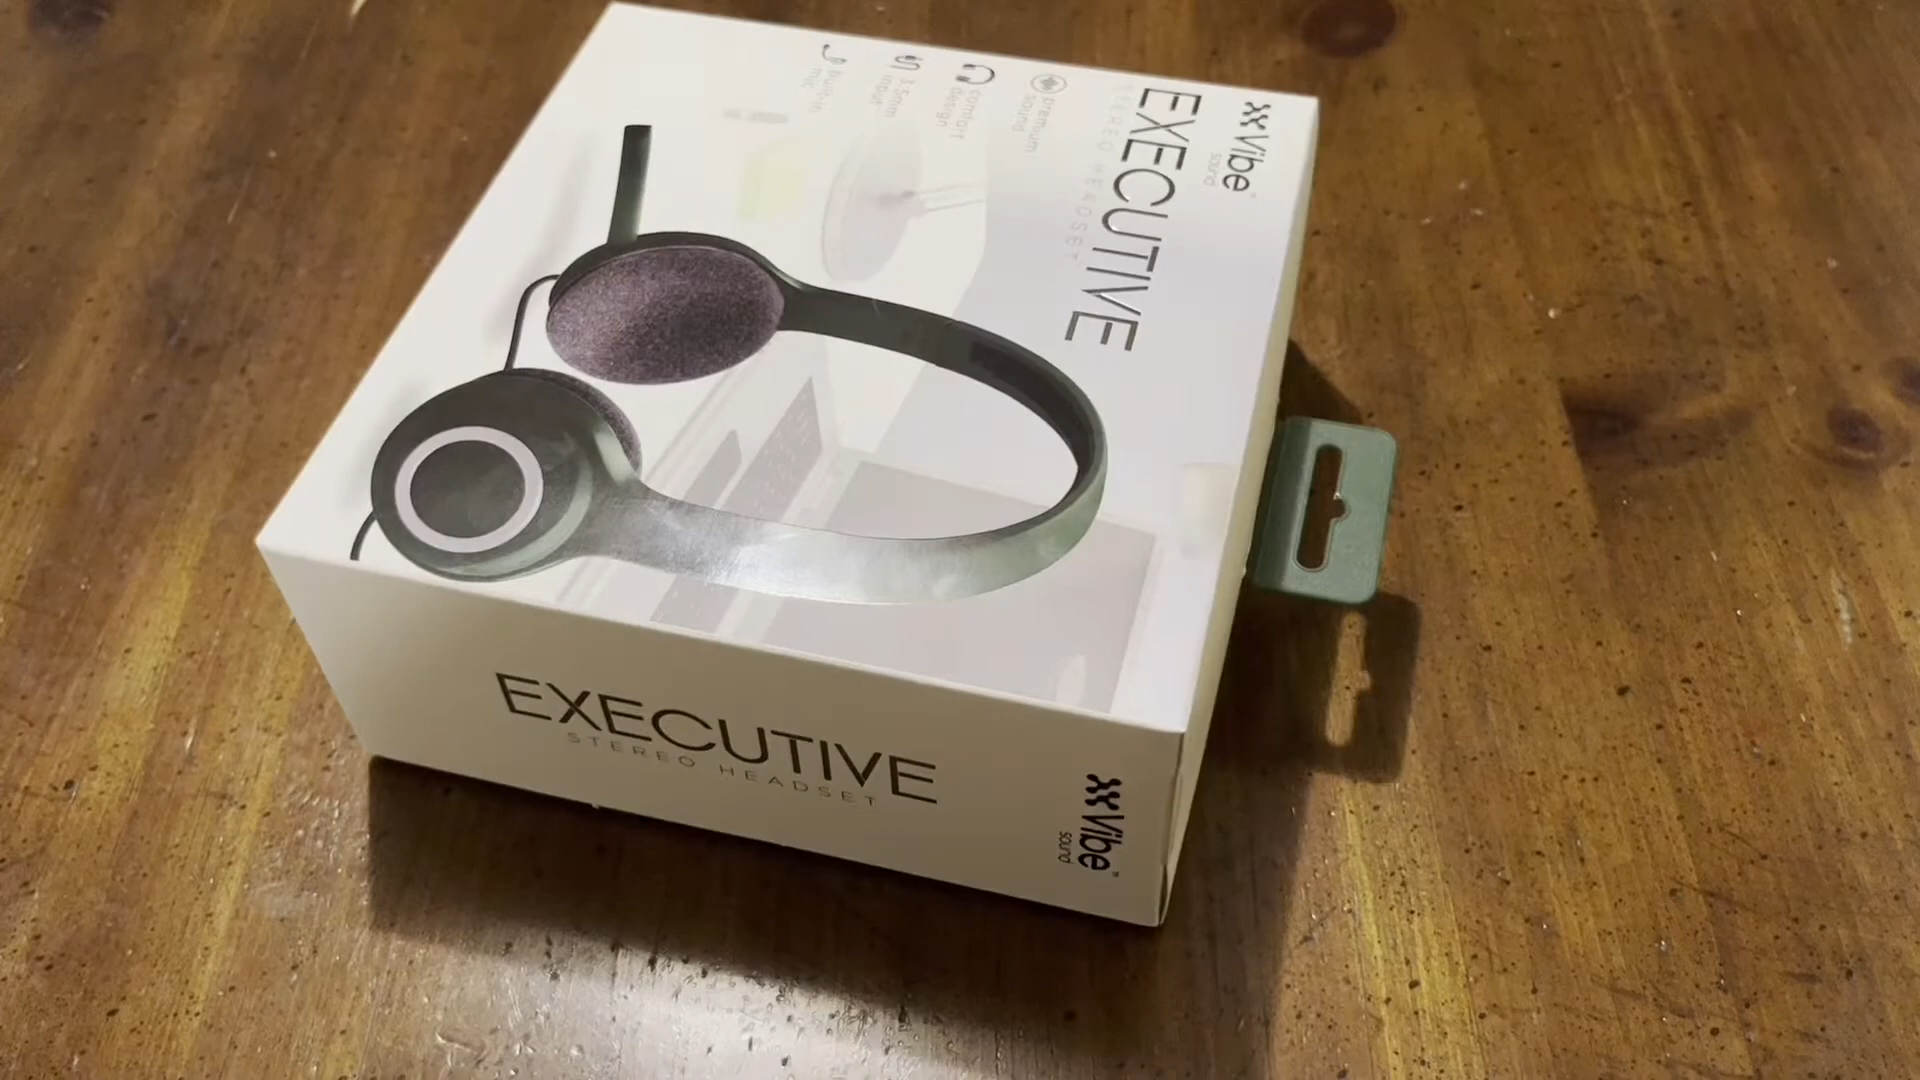 Vibe
sound
EXECUTIVE
STEREO HEADSET
premium
sound
comfort
design
3.5mm
input
built-in
mic
EXECUTIVE
STEREO HEADSET
Vibe™
sound